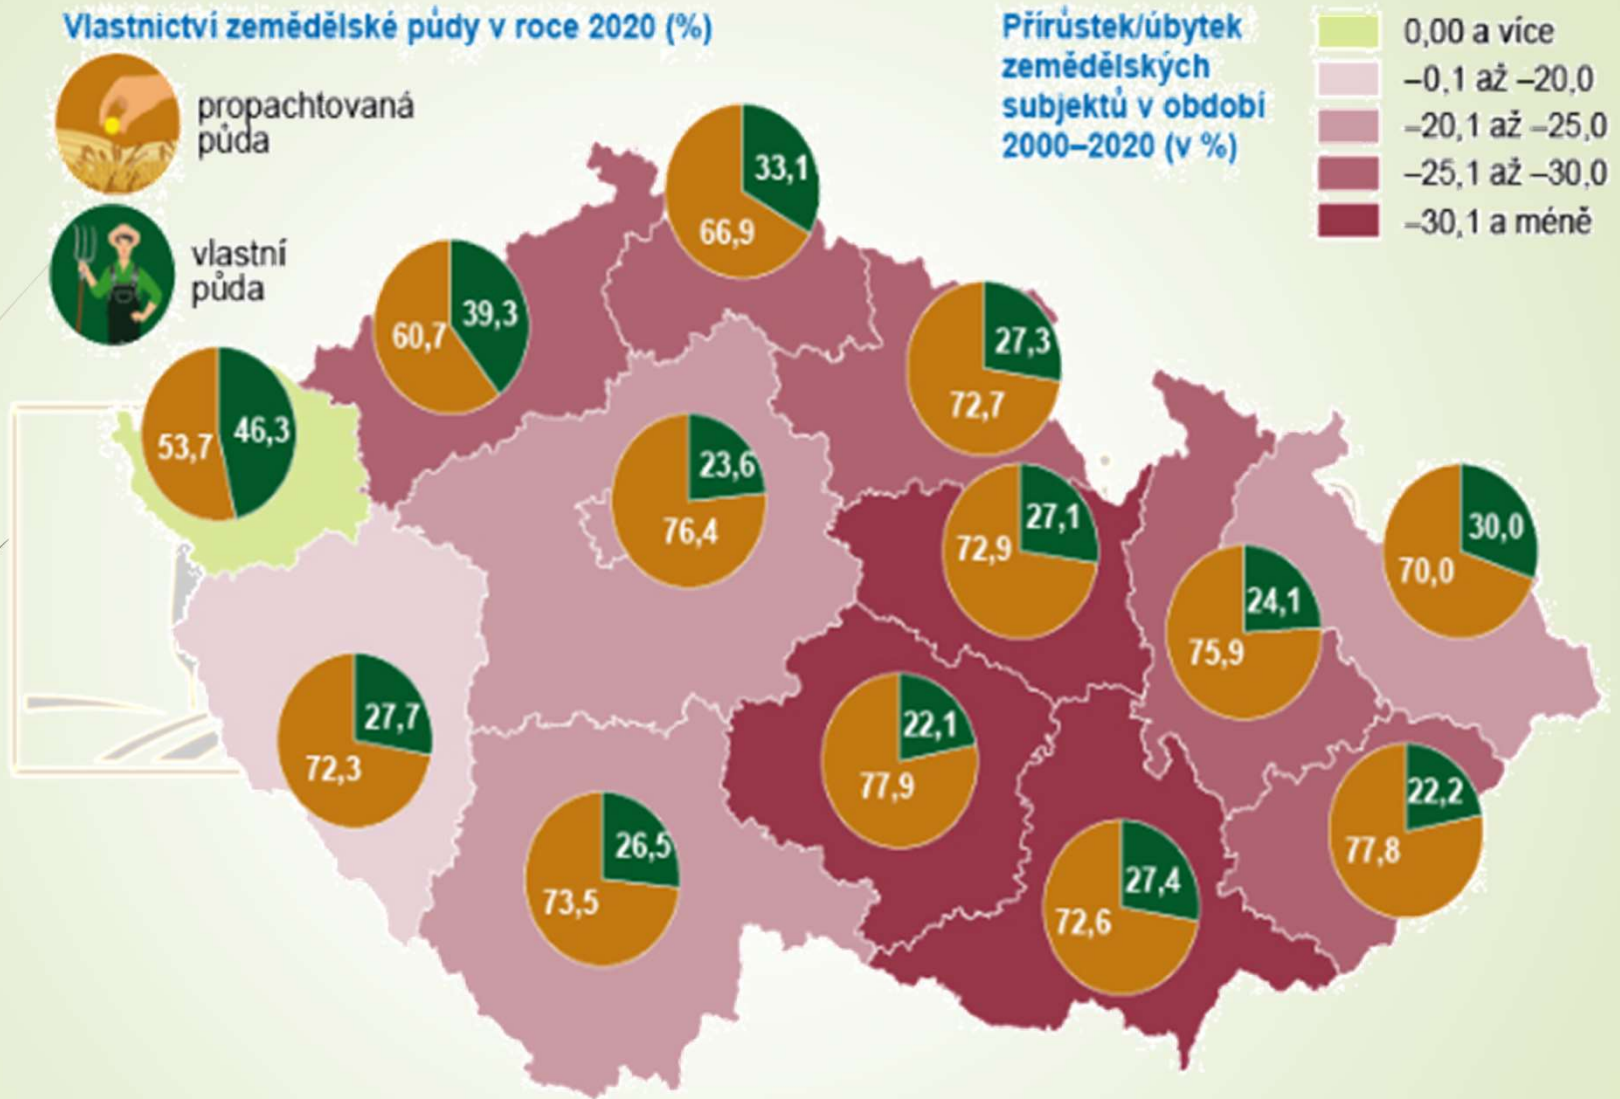 Vlastnictví zemědělské půdy v roce 2020 (%)
propachtovaná
půda
vlastní
půda
Přírůstek/úbytek
zemědělských
subjektů v období
2000–2020 (v %)
0,00 a více
–0,1 až –20,0
–20,1 až –25,0
–25,1 až –30,0
–30,1 a méně
33,1
66,9
39,3
60,7
27,3
72,7
46,3
53,7
23,6
76,4
27,1
72,9
30,0
70,0
24,1
75,9
27,7
72,3
22,1
77,9
22,2
77,8
26,5
73,5
27,4
72,6